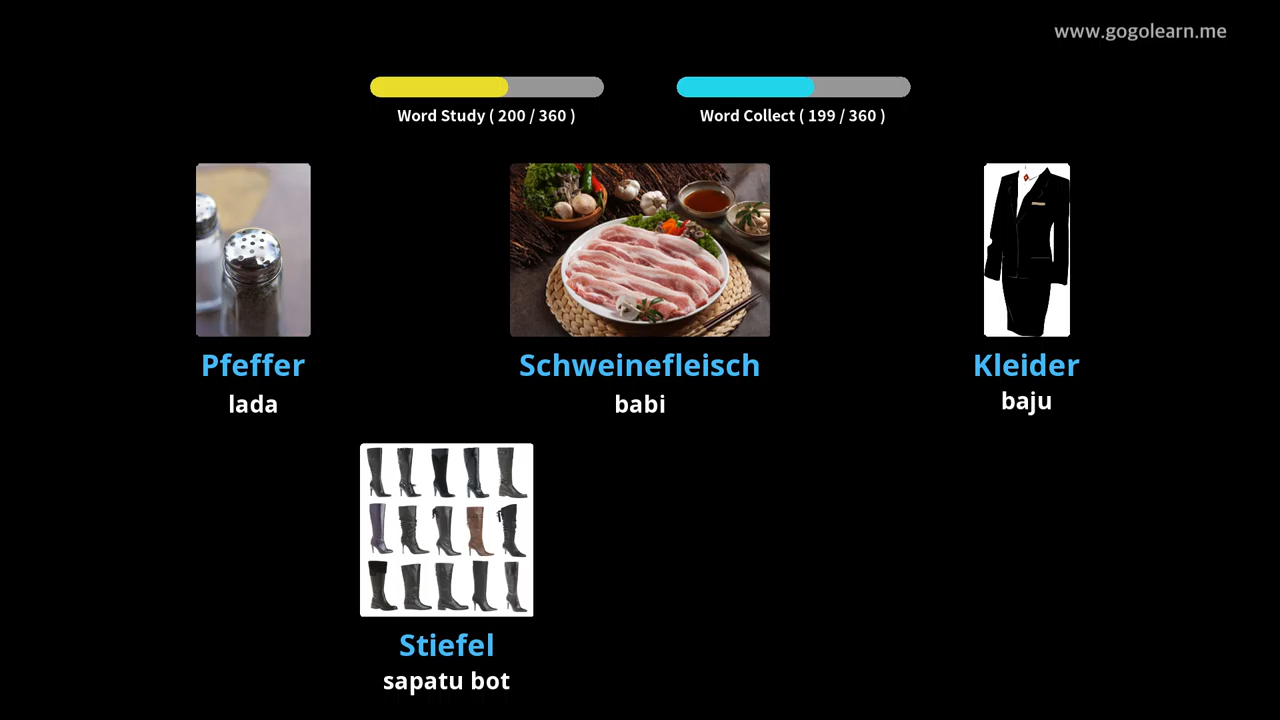 www.gogolearn.me
Word Study ( 200 / 360 )
Word Collect ( 199 / 360 )
Pfeffer
lada
Schweinefleisch
babi
Kleider
baju
Stiefel
sapatu bot